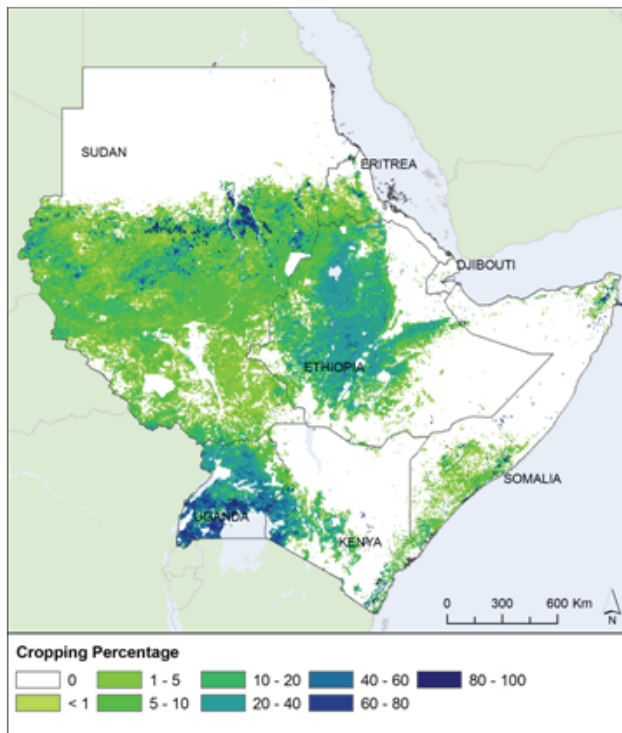 SUDAN
ERITREA
DJIBOUTI
ETHIOPIA
SOMALIA
UGANDA
KENYA
0 300 600 Km
N
Cropping Percentage
0 1 - 5 10 - 20 40 - 60 80 - 100
< 1 5 - 10 20 - 40 60 - 80